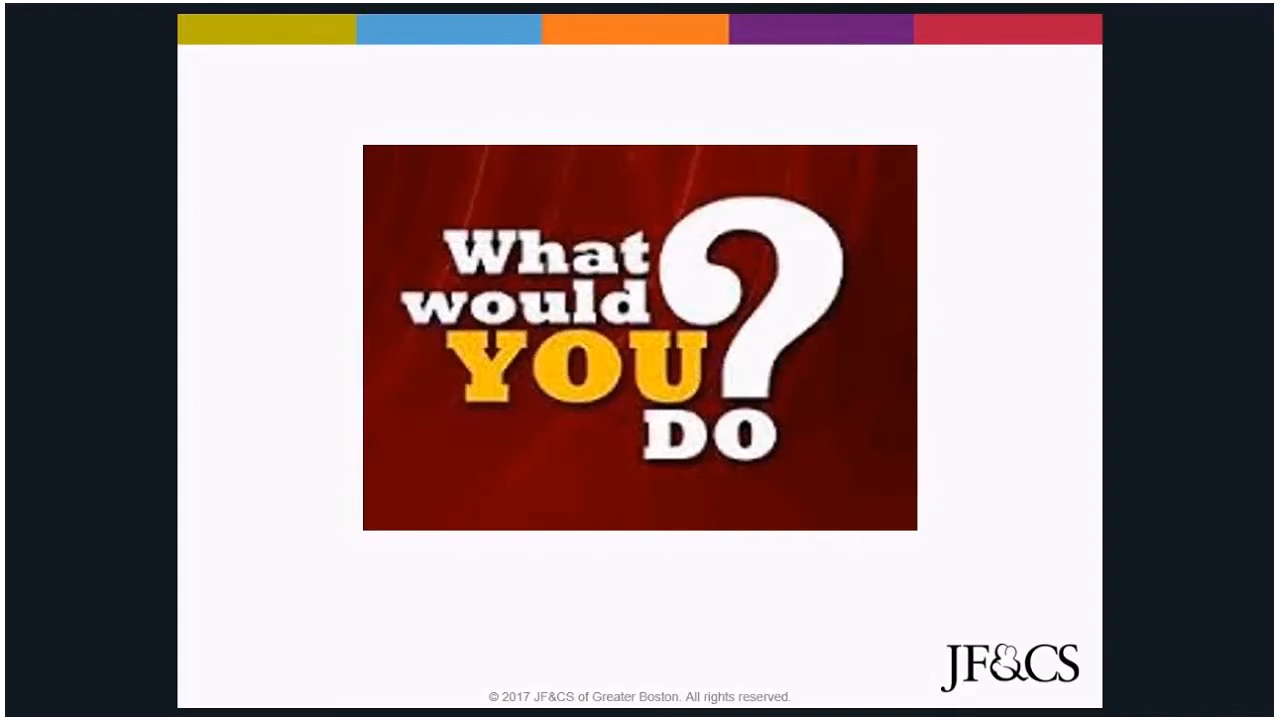 What
would
YOU
DO
?
JF&CS
© 2017 JF&CS of Greater Boston. All rights reserved.